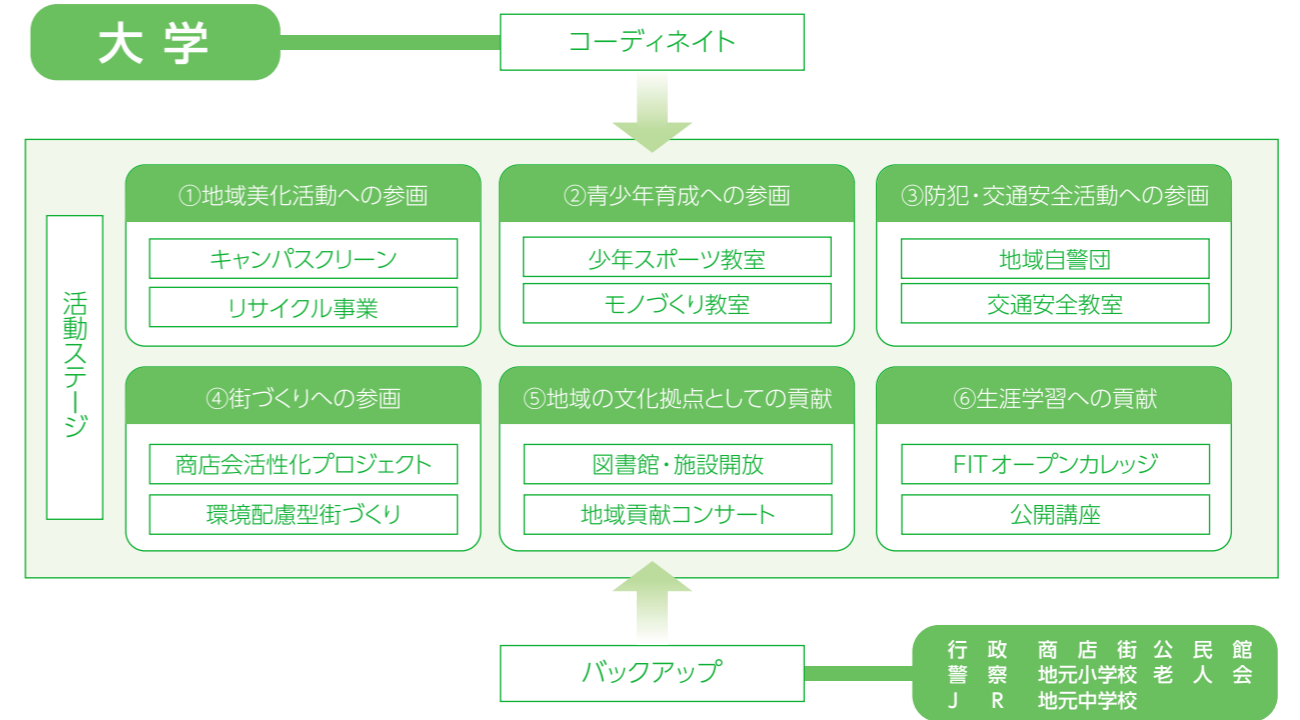 大学
コーディネイト
活動ステージ
①地域美化活動への参画
キャンパスクリーン
リサイクル事業
②青少年育成への参画
少年スポーツ教室
モノづくり教室
③防犯・交通安全活動への参画
地域自警団
交通安全教室
④街づくりへの参画
商店会活性化プロジェクト
環境配慮型街づくり
⑤地域の文化拠点としての貢献
図書館・施設開放
地域貢献コンサート
⑥生涯学習への貢献
FITオープンカレッジ
公開講座
バックアップ
行政 商店街 公民館
警察 地元小学校 老人会
JR 地元中学校